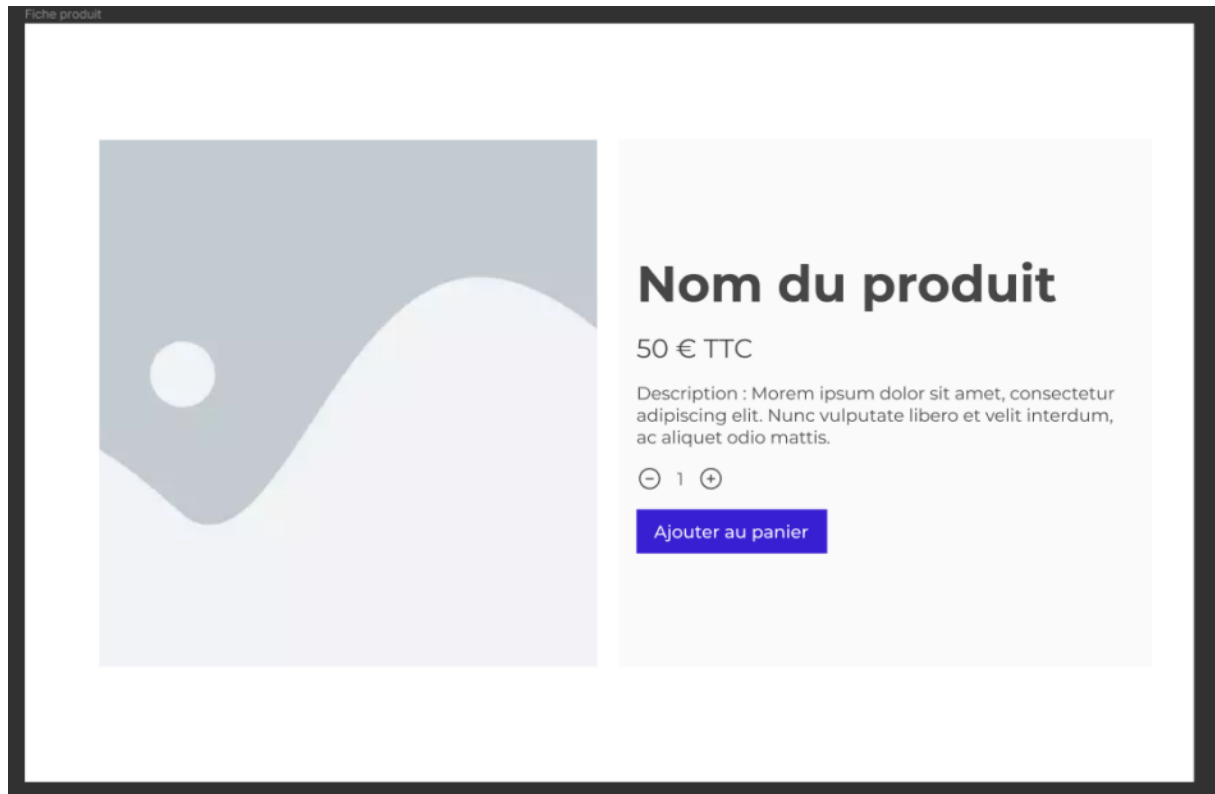 Fiche produit
Nom du produit
50 € TTC
Description : Morem ipsum dolor sit amet, consectetur
adipiscing elit. Nunc vulputate libero et velit interdum,
ac aliquet odio mattis.
1
Ajouter au panier